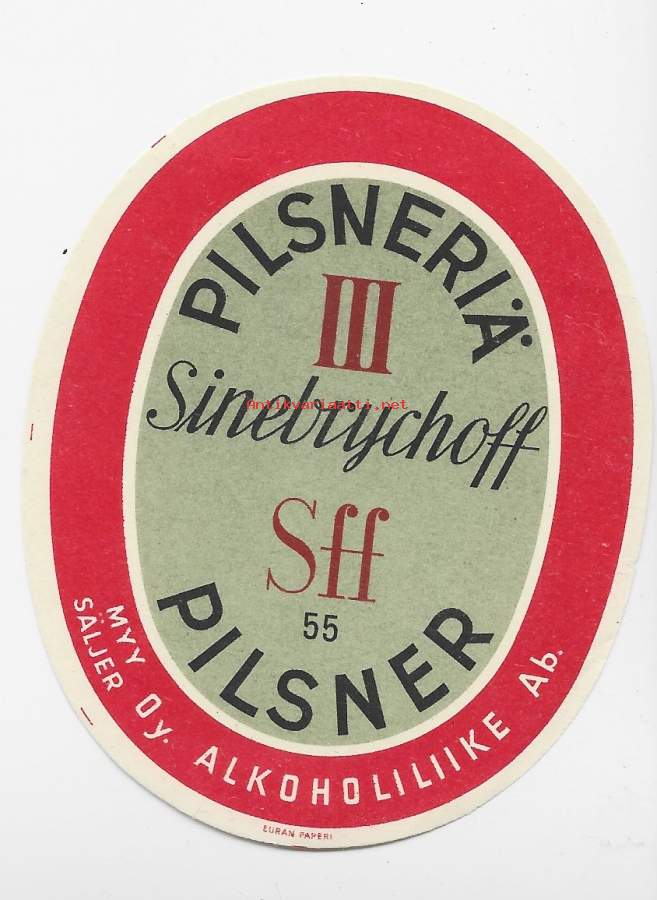 PILSNERIÄ
III
Sinebrychoff
Antikvariaatti.net
Sff
55
PILSNER
MYY
SÄLJER
Oy. ALKOHOLILIIKE Ab.
EURAN PAPERI